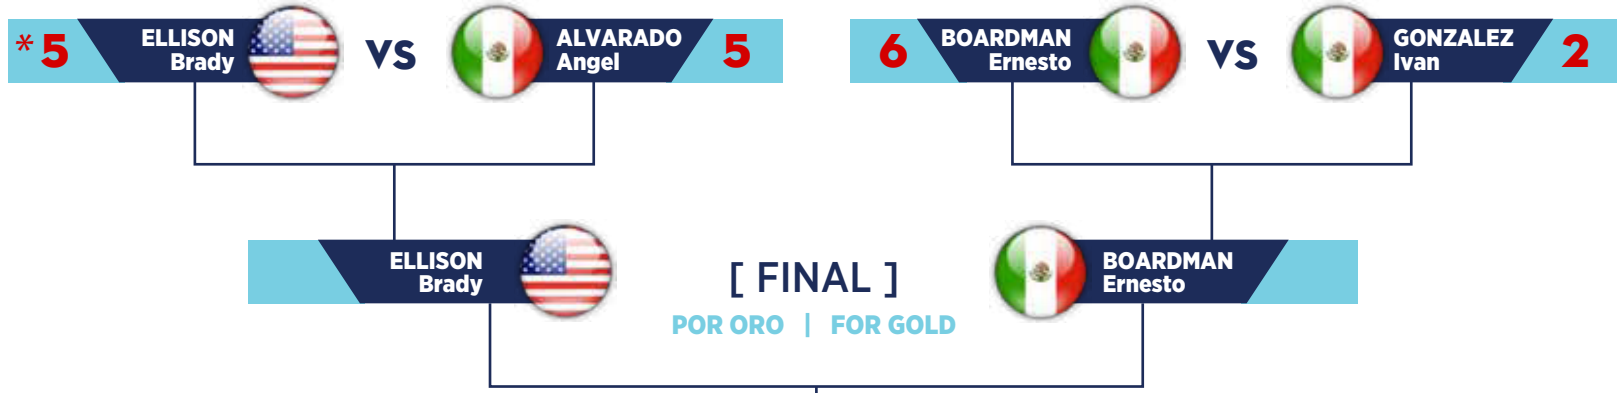 *5 ELLISON Brady VS ALVARADO Angel 5
6 BOARDMAN Ernesto VS GONZALEZ Ivan 2
ELLISON
Brady
[ FINAL ]
POR ORO | FOR GOLD
BOARDMAN
Ernesto